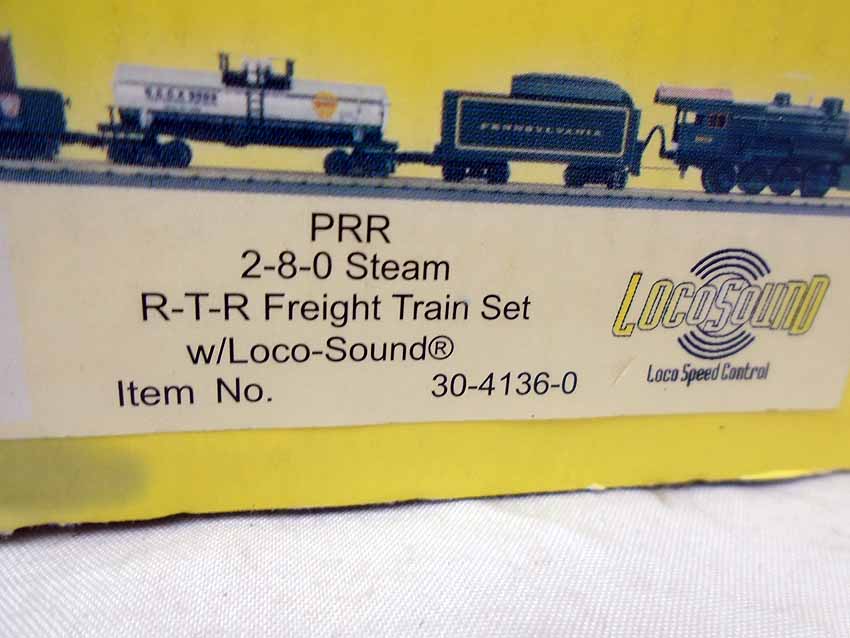 PENNSYLVANIA
PRR
2-8-0 Steam
R-T-R Freight Train Set
w/Loco-Sound®
Item No. 30-4136-0
LOCOSOUND
Loco Speed Control